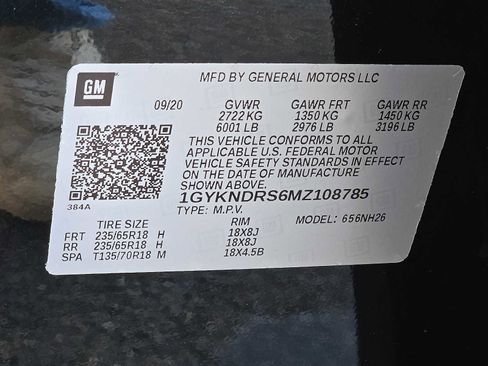 GM
MFD BY GENERAL MOTORS LLC
09/20 GVWR GAWR FRT GAWR RR
2722 KG 1350 KG 1450 KG
6001 LB 2976 LB 3196 LB
THIS VEHICLE CONFORMS TO ALL
APPLICABLE U.S. FEDERAL MOTOR
VEHICLE SAFETY STANDARDS IN EFFECT
ON THE DATE OF MANUFACTURE
SHOWN ABOVE.
384A
1GYKNDRS6MZ108785
TYPE: M.P.V. MODEL: 656NH26
TIRE SIZE RIM
FRT 235/65R18 H 18X8J
RR 235/65R18 H 18X8J
SPA T135/70R18 M 18X4.5B